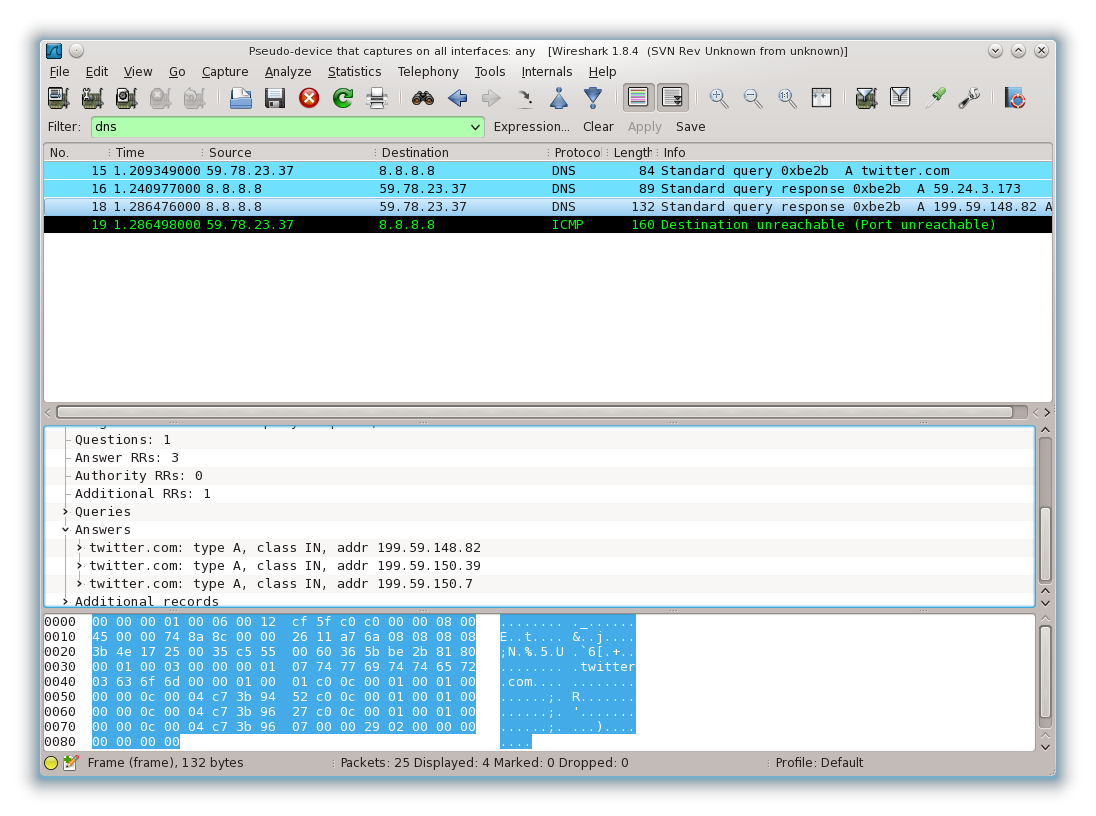 Pseudo-device that captures on all interfaces: any   [Wireshark 1.8.4  (SVN Rev Unknown from unknown)]
File Edit View Go Capture Analyze Statistics Telephony Tools Internals Help
Filter: dns Expression... Clear Apply Save
No. Time Source Destination Protocol Length Info
15 1.209349000 59.78.23.37 8.8.8.8 DNS 84 Standard query 0xbe2b  A twitter.com
16 1.240977000 8.8.8.8 59.78.23.37 DNS 89 Standard query response 0xbe2b  A 59.24.3.173
18 1.286476000 8.8.8.8 59.78.23.37 DNS 132 Standard query response 0xbe2b  A 199.59.148.82 A
19 1.286498000 59.78.23.37 8.8.8.8 ICMP 160 Destination unreachable (Port unreachable)
Questions: 1
Answer RRs: 3
Authority RRs: 0
Additional RRs: 1
Queries
Answers
twitter.com: type A, class IN, addr 199.59.148.82
twitter.com: type A, class IN, addr 199.59.150.39
twitter.com: type A, class IN, addr 199.59.150.7
Additional records
0000 00 00 00 01 00 06 00 12  cf 5f c0 c0 00 00 08 00 ........ ._......
0010 45 00 00 74 8a 8c 00 00  26 11 a7 6a 08 08 08 08 E..t.... &..j....
0020 3b 4e 17 25 00 35 c5 55  00 60 36 5b be 2b 81 80 ;N.%.5.U .`6[.+..
0030 00 01 00 03 00 00 00 01  07 74 77 69 74 74 65 72 ........ .twitter
0040 03 63 6f 6d 00 00 01 00  01 c0 0c 00 01 00 01 00 .com.... ........
0050 00 00 0c 00 04 c7 3b 94  52 c0 0c 00 01 00 01 00 ......;. R.......
0060 00 00 0c 00 04 c7 3b 96  27 c0 0c 00 01 00 01 00 ......;. '.......
0070 00 00 0c 00 04 c7 3b 96  07 00 00 29 02 00 00 00 ......;. ...)....
0080 00 00 00 00 ....
Frame (frame), 132 bytes Packets: 25 Displayed: 4 Marked: 0 Dropped: 0 Profile: Default